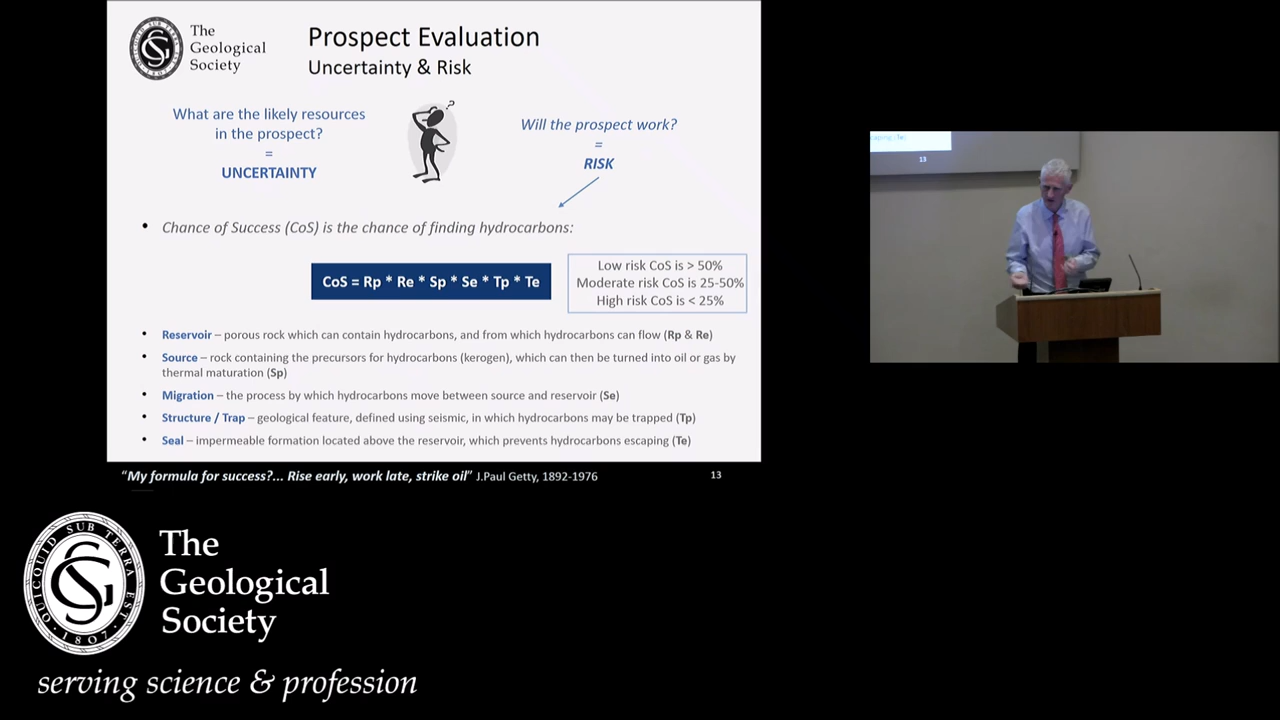 The
Geological
Society
Prospect Evaluation
Uncertainty & Risk
What are the likely resources
in the prospect?
=
UNCERTAINTY
?
Will the prospect work?
=
RISK
• Chance of Success (CoS) is the chance of finding hydrocarbons:
CoS = Rp * Re * Sp * Se * Tp * Te
Low risk CoS is > 50%
Moderate risk CoS is 25-50%
High risk CoS is < 25%
• Reservoir – porous rock which can contain hydrocarbons, and from which hydrocarbons can flow (Rp & Re)
• Source – rock containing the precursors for hydrocarbons (kerogen), which can then be turned into oil or gas by
thermal maturation (Sp)
• Migration – the process by which hydrocarbons move between source and reservoir (Se)
• Structure / Trap – geological feature, defined using seismic, in which hydrocarbons may be trapped (Tp)
• Seal – impermeable formation located above the reservoir, which prevents hydrocarbons escaping (Te)
"My formula for success?... Rise early, work late, strike oil" J.Paul Getty, 1892-1976
13
caping (Te)
13
QUICQUID SUB TERRA EST
· 1807 ·
The
Geological
Society
serving science & profession